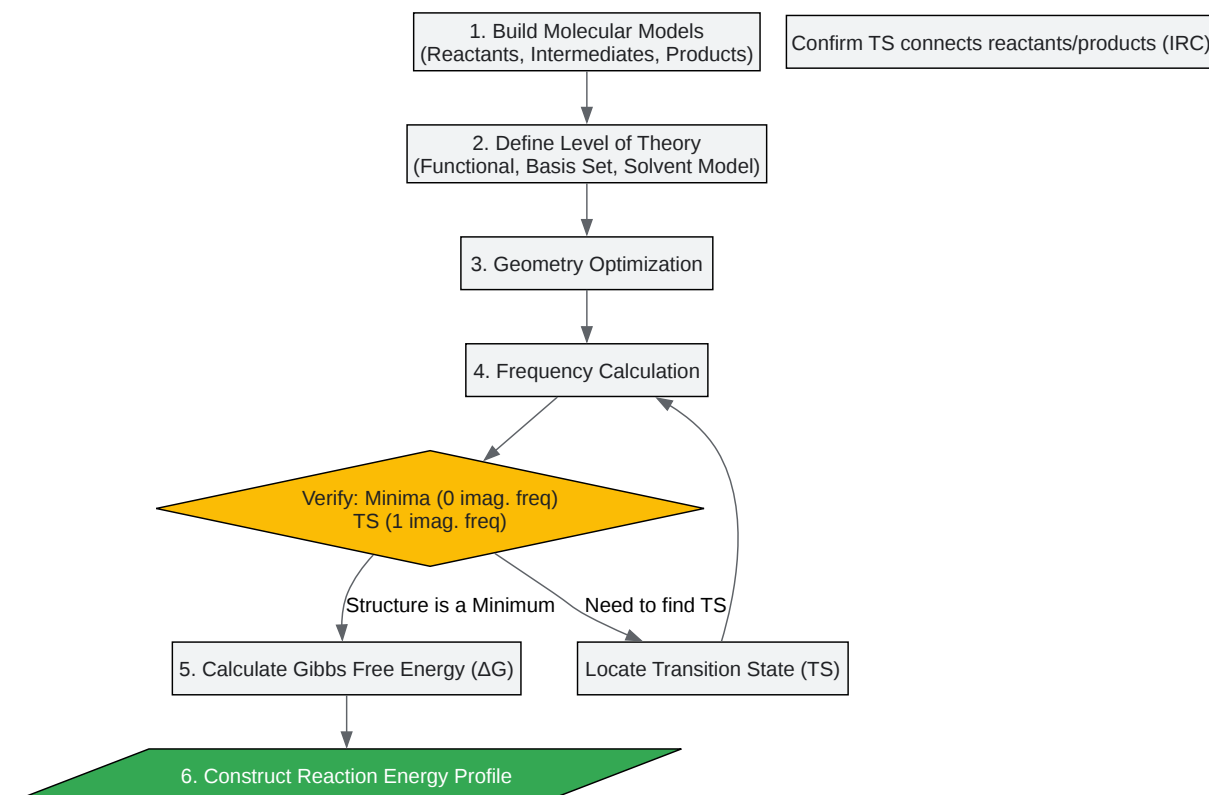 1. Build Molecular Models
(Reactants, Intermediates, Products)
Confirm TS connects reactants/products (IRC)
2. Define Level of Theory
(Functional, Basis Set, Solvent Model)
3. Geometry Optimization
4. Frequency Calculation
Verify: Minima (0 imag. freq)
TS (1 imag. freq)
Structure is a Minimum
Need to find TS
5. Calculate Gibbs Free Energy (ΔG)
Locate Transition State (TS)
6. Construct Reaction Energy Profile